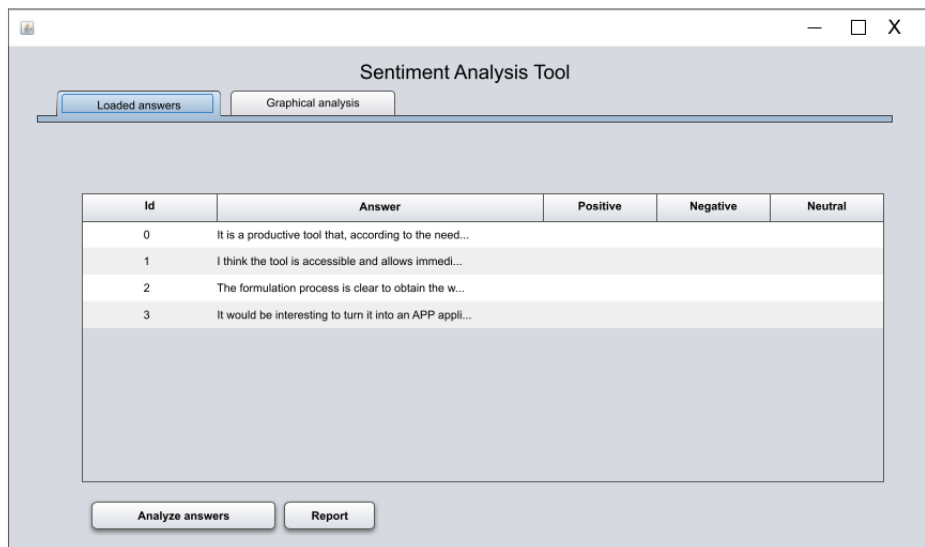 X
Sentiment Analysis Tool
Loaded answers Graphical analysis
Id Answer Positive Negative Neutral
0 It is a productive tool that, according to the need...
1 I think the tool is accessible and allows immedi...
2 The formulation process is clear to obtain the w...
3 It would be interesting to turn it into an APP appli...
Analyze answers Report